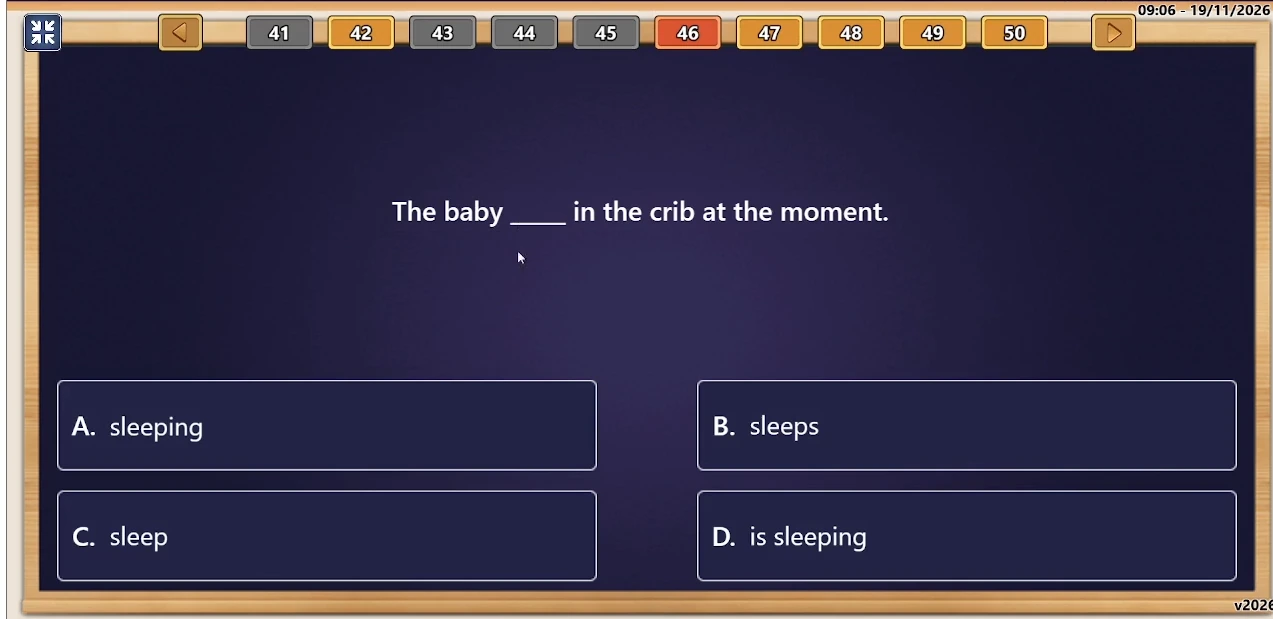 09:06 - 19/11/2026
41 42 43 44 45 46 47 48 49 50
The baby _____ in the crib at the moment.
A. sleeping
B. sleeps
C. sleep
D. is sleeping
v2026